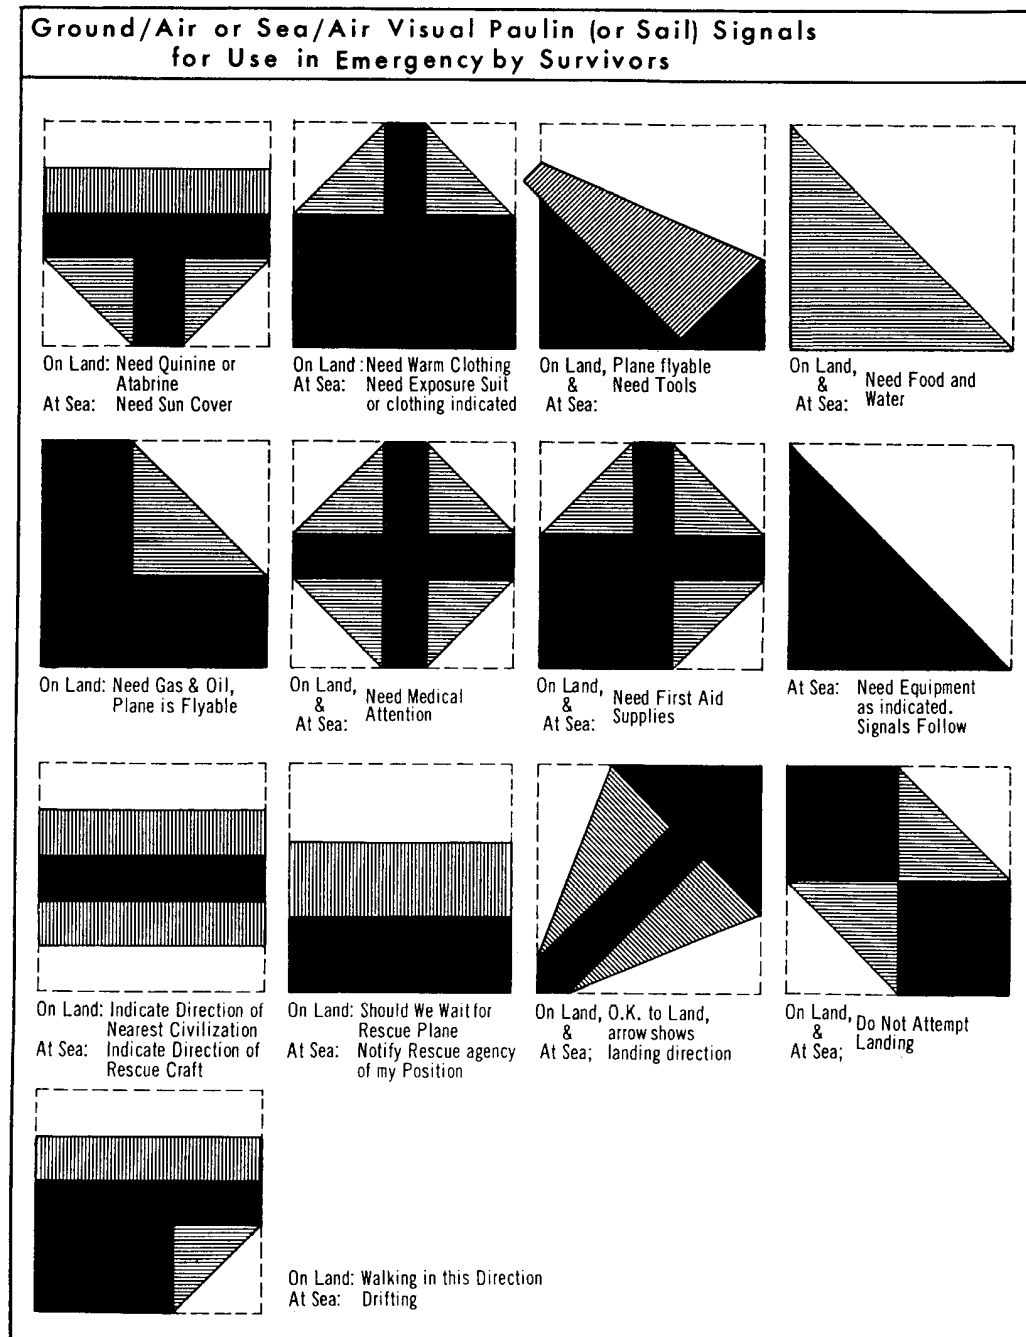 Ground/Air or Sea/Air Visual Paulin (or Sail) Signals
for Use in Emergency by Survivors
On Land: Need Quinine or
Atabrine
At Sea: Need Sun Cover
On Land: Need Warm Clothing
At Sea: Need Exposure Suit
or clothing indicated
On Land, Plane flyable
& Need Tools
At Sea:
On Land,
& Need Food and
At Sea: Water
On Land: Need Gas & Oil,
Plane is Flyable
On Land,
& Need Medical
At Sea: Attention
On Land,
& Need First Aid
At Sea: Supplies
At Sea: Need Equipment
as indicated.
Signals Follow
On Land: Indicate Direction of
Nearest Civilization
At Sea: Indicate Direction of
Rescue Craft
On Land: Should We Wait for
Rescue Plane
At Sea: Notify Rescue agency
of my Position
On Land, O.K. to Land,
& arrow shows
At Sea; landing direction
On Land,
& Do Not Attempt
At Sea; Landing
On Land: Walking in this Direction
At Sea: Drifting